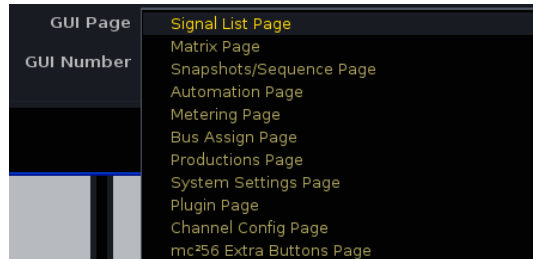 GUI Page
Signal List Page
Matrix Page
GUI Number
Snapshots/Sequence Page
Automation Page
Metering Page
Bus Assign Page
Productions Page
System Settings Page
Plugin Page
Channel Config Page
mc²56 Extra Buttons Page